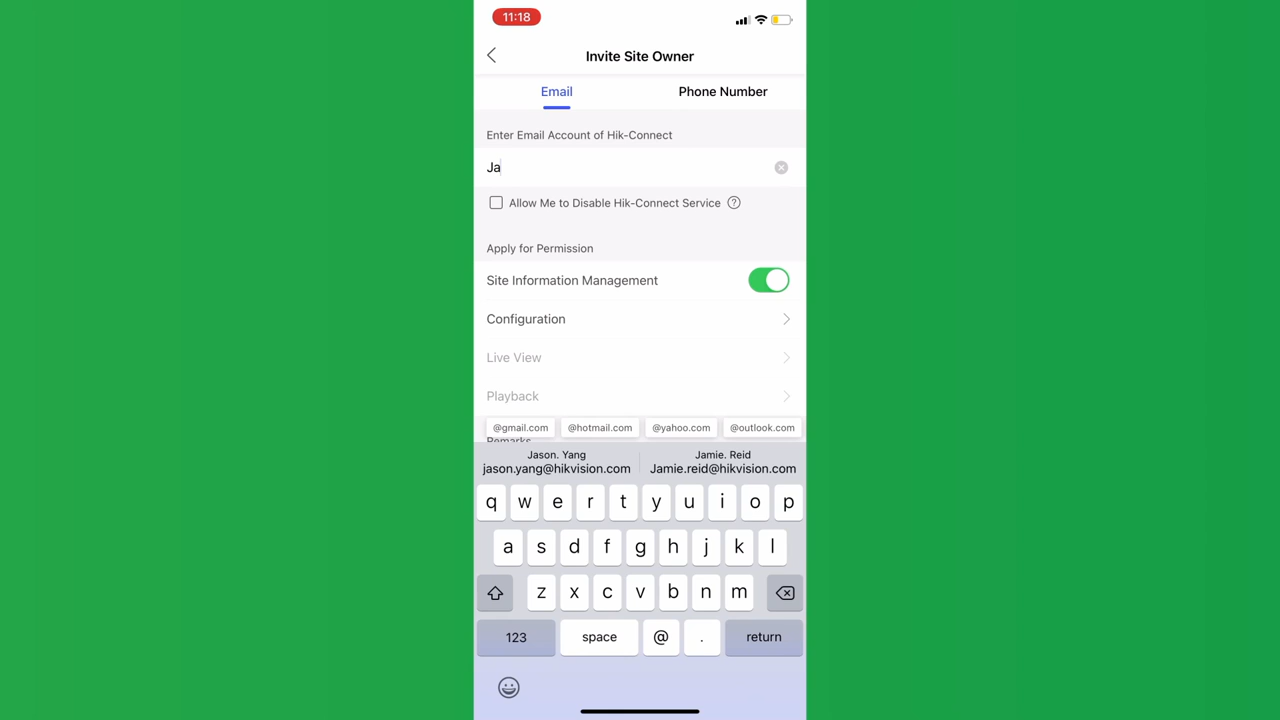 11:18
Invite Site Owner
Email
Phone Number
Enter Email Account of Hik-Connect
Ja
Allow Me to Disable Hik-Connect Service ?
Apply for Permission
Site Information Management
Configuration
Live View
Playback
@gmail.com @hotmail.com @yahoo.com @outlook.com
Remarks
Jason. Yang
jason.yang@hikvision.com
Jamie. Reid
Jamie.reid@hikvision.com
q w e r t y u i o p
a s d f g h j k l
z x c v b n m
123 space @ . return